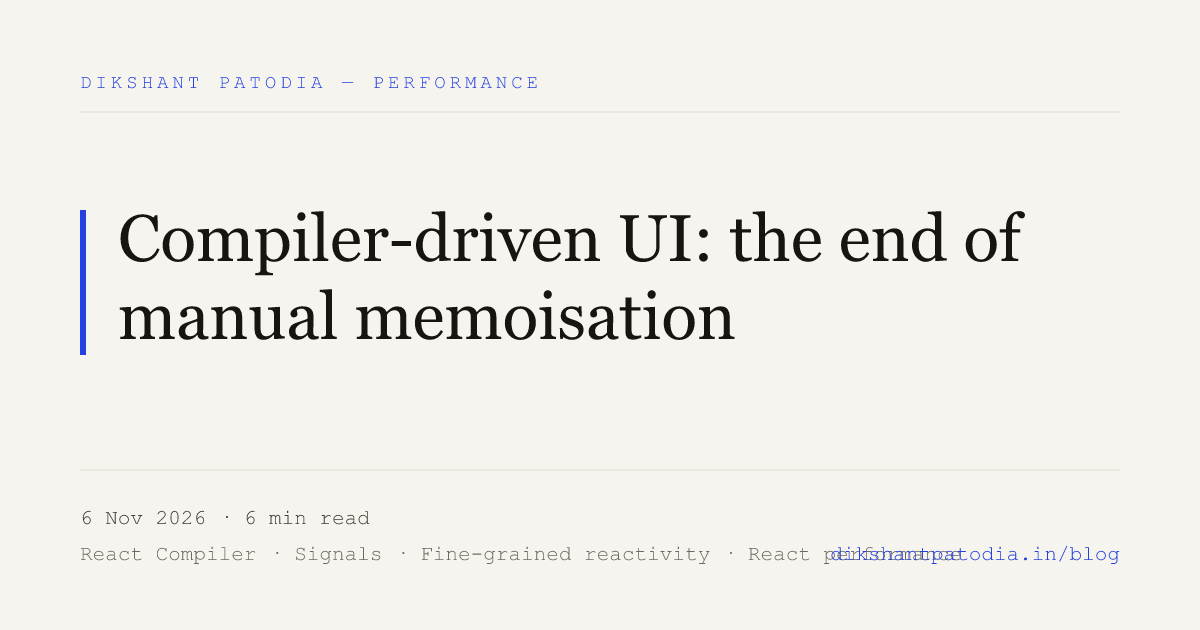 DIKSHANT PATODIA — PERFORMANCE
Compiler-driven UI: the end of
manual memoisation
6 Nov 2026 · 6 min read
React Compiler · Signals · Fine-grained reactivity · React performance
dikshantpatodia.in/blog